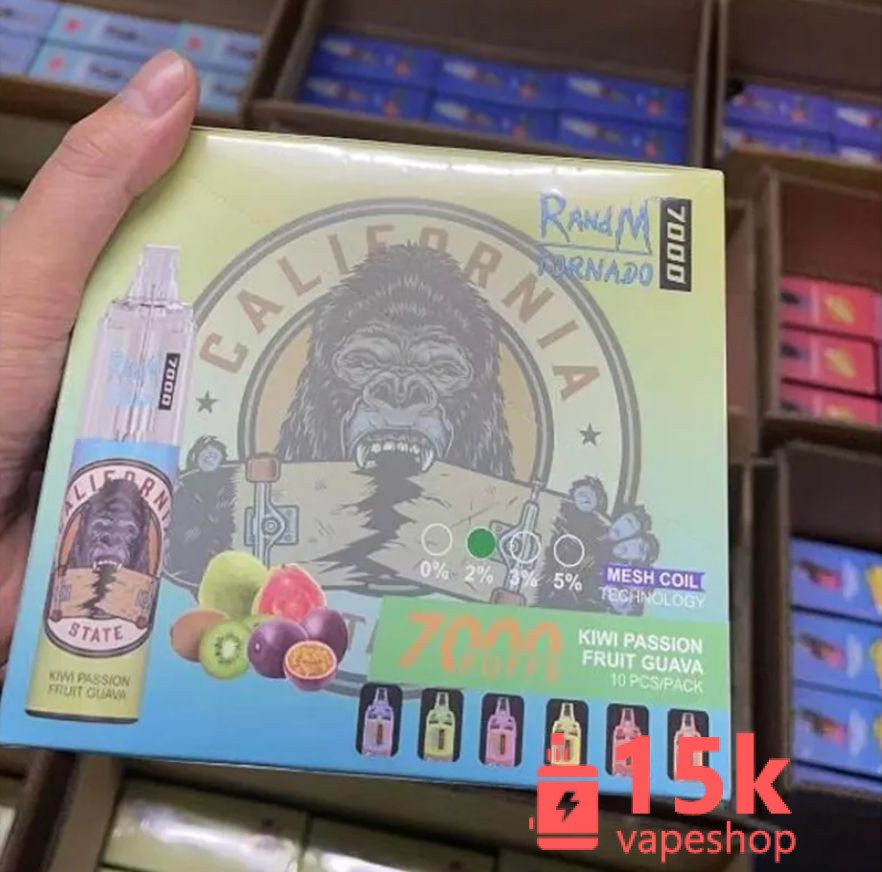 RandM
TORNADO
7000
CALIFORNIA
RandM
7000
CALIFORNIA
STATE
KIWI PASSION
FRUIT GUAVA
0% 2% 3% 5%
MESH COIL
TECHNOLOGY
7000
PUFFS
KIWI PASSION
FRUIT GUAVA
10 PCS/PACK
15k
vapeshop